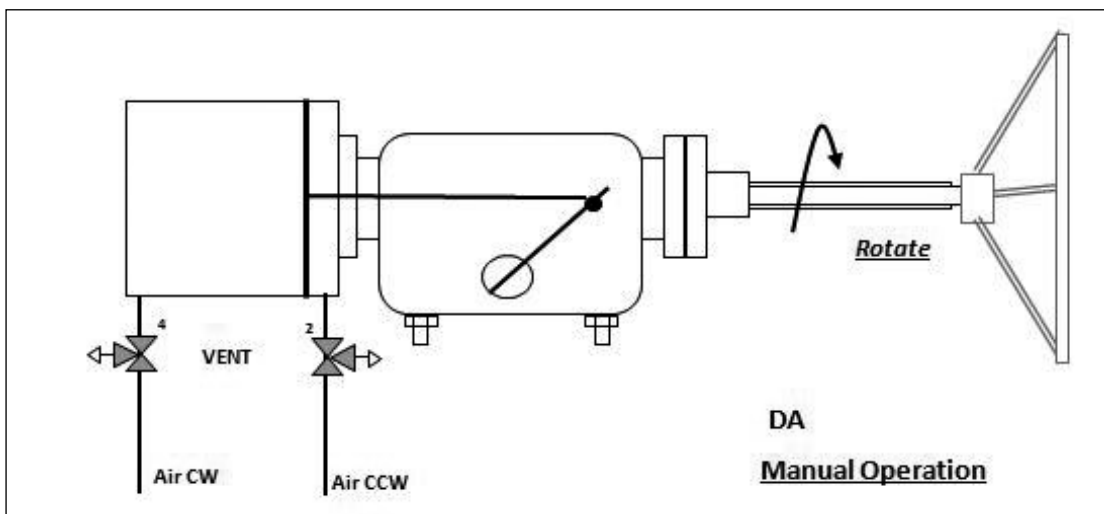 Rotate
4
2
VENT
Air CW
Air CCW
DA
Manual Operation